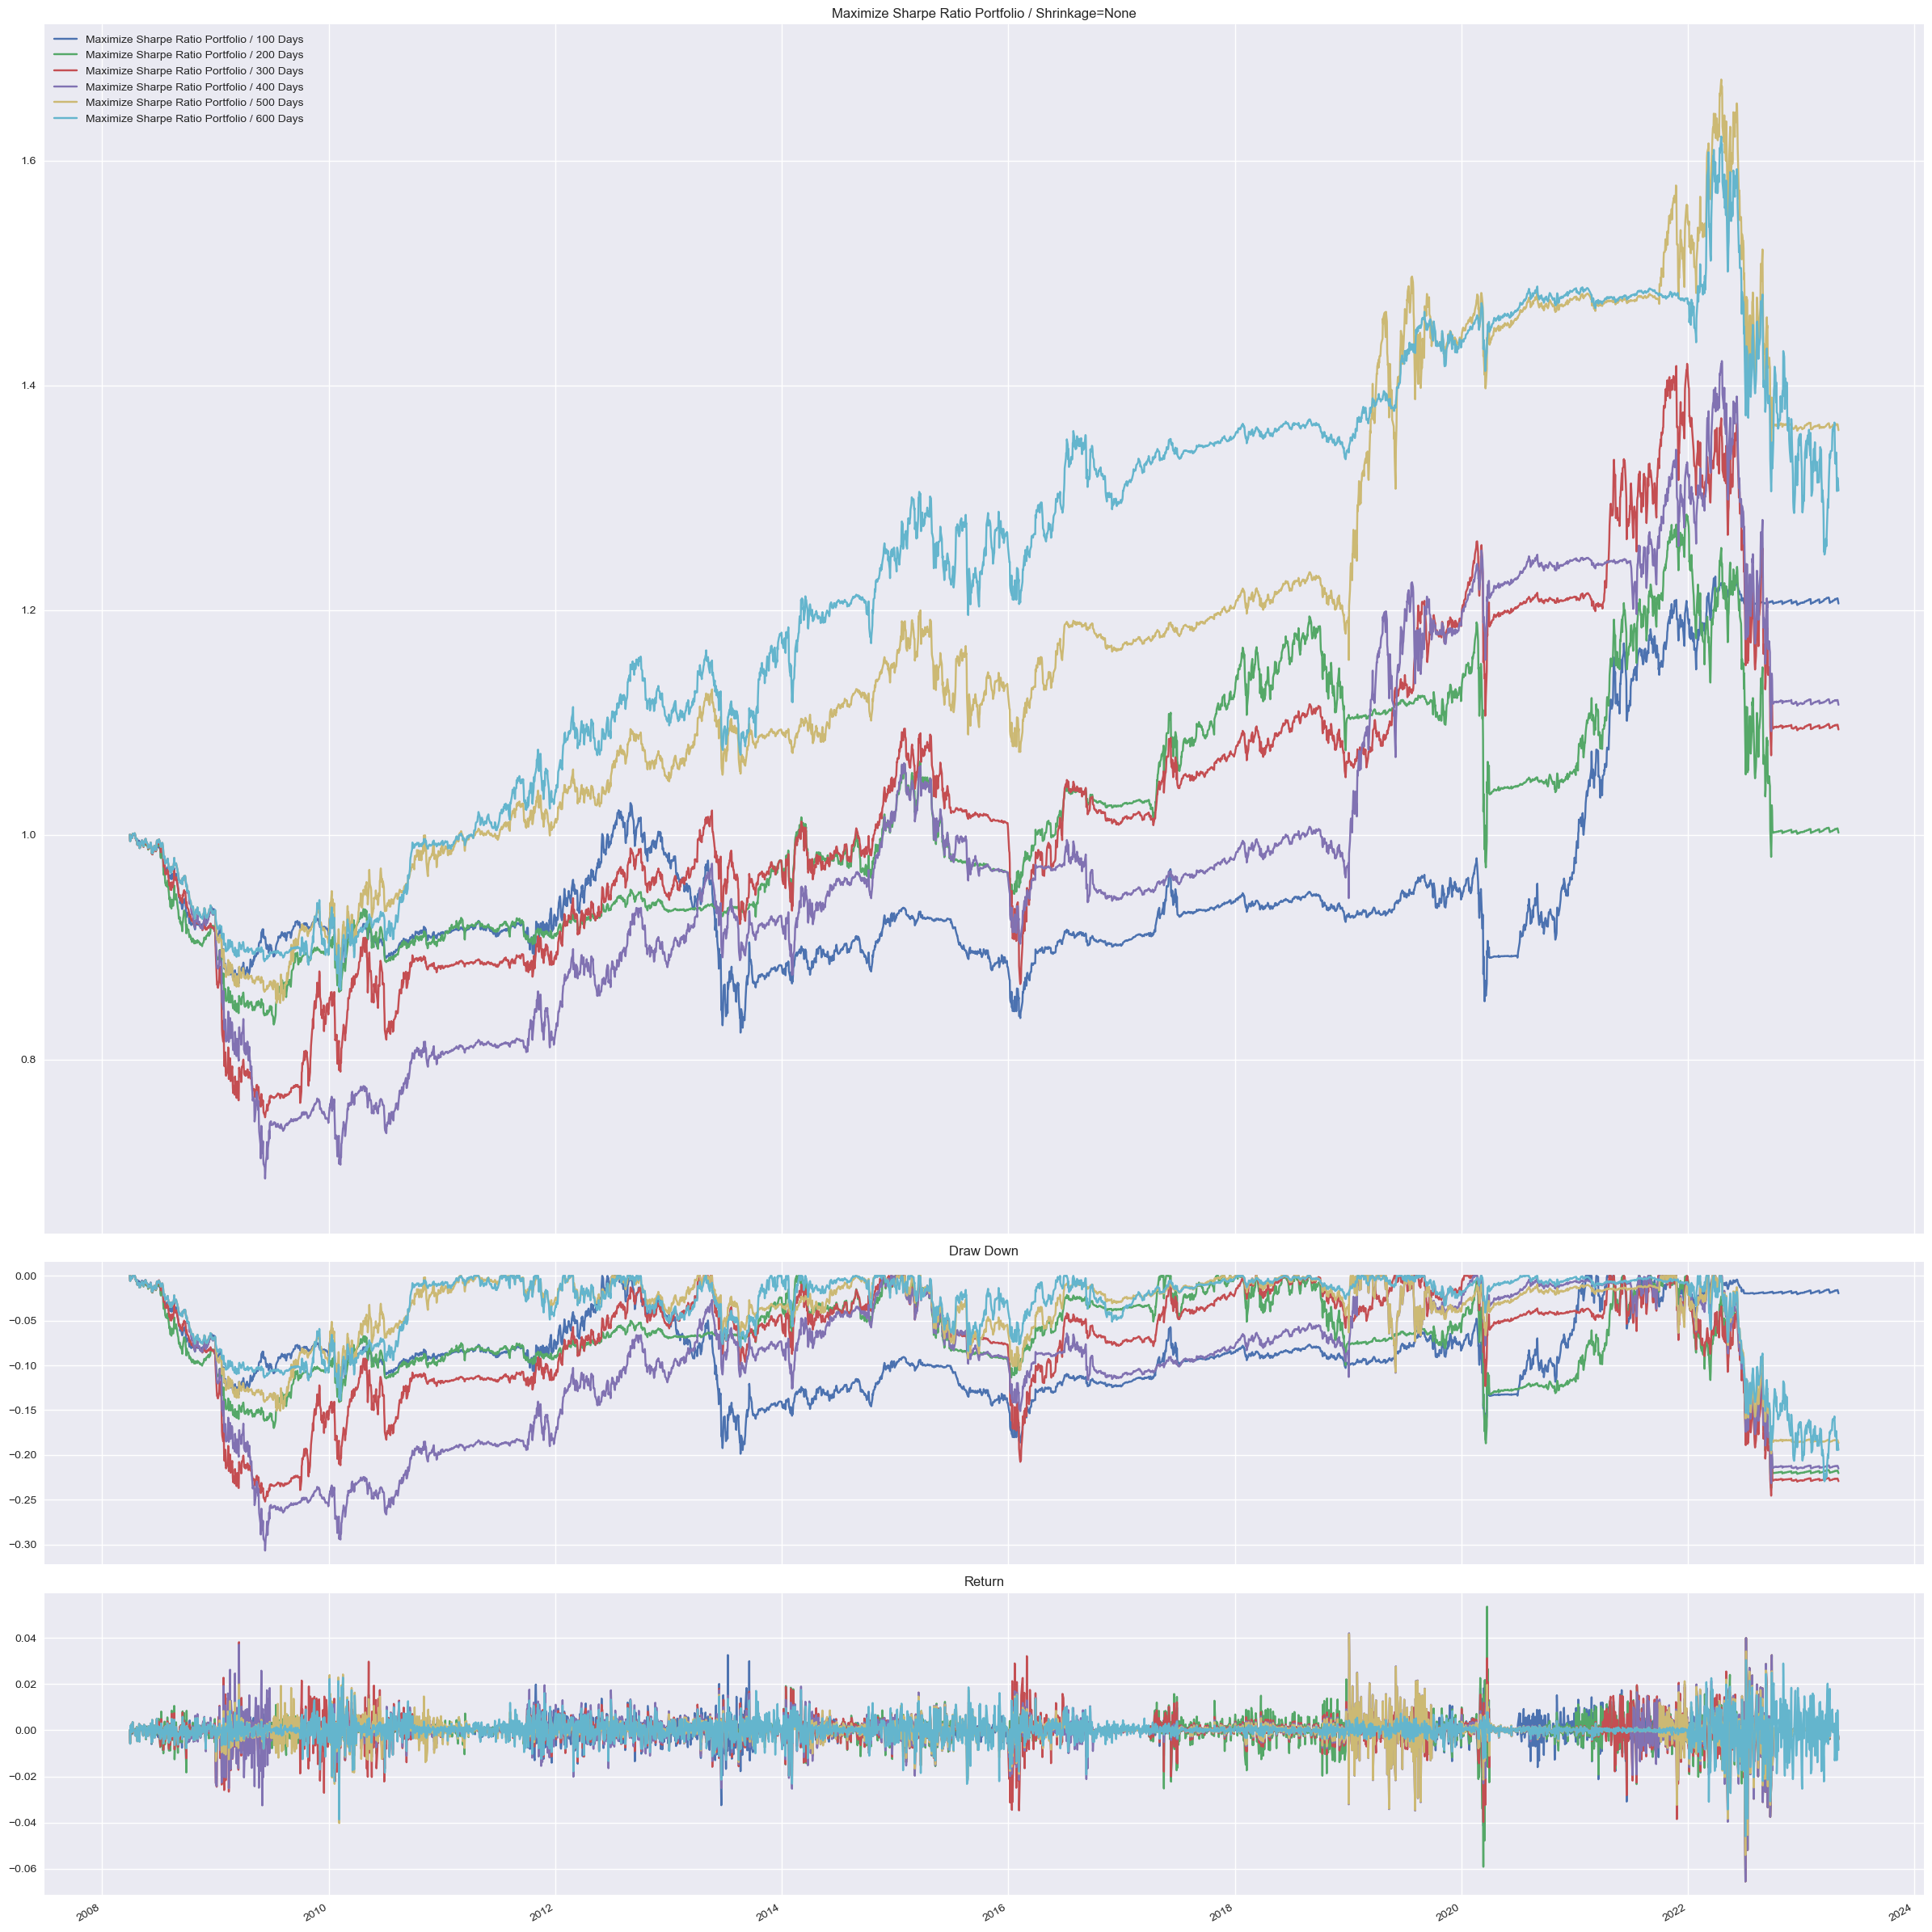 Maximize Sharpe Ratio Portfolio / Shrinkage=None
Maximize Sharpe Ratio Portfolio / 100 Days
Maximize Sharpe Ratio Portfolio / 200 Days
Maximize Sharpe Ratio Portfolio / 300 Days
Maximize Sharpe Ratio Portfolio / 400 Days
Maximize Sharpe Ratio Portfolio / 500 Days
Maximize Sharpe Ratio Portfolio / 600 Days
1.6
1.4
1.2
1.0
0.8
Draw Down
0.00
−0.05
−0.10
−0.15
−0.20
−0.25
−0.30
Return
0.04
0.02
0.00
−0.02
−0.04
−0.06
2008 2010 2012 2014 2016 2018 2020 2022 2024